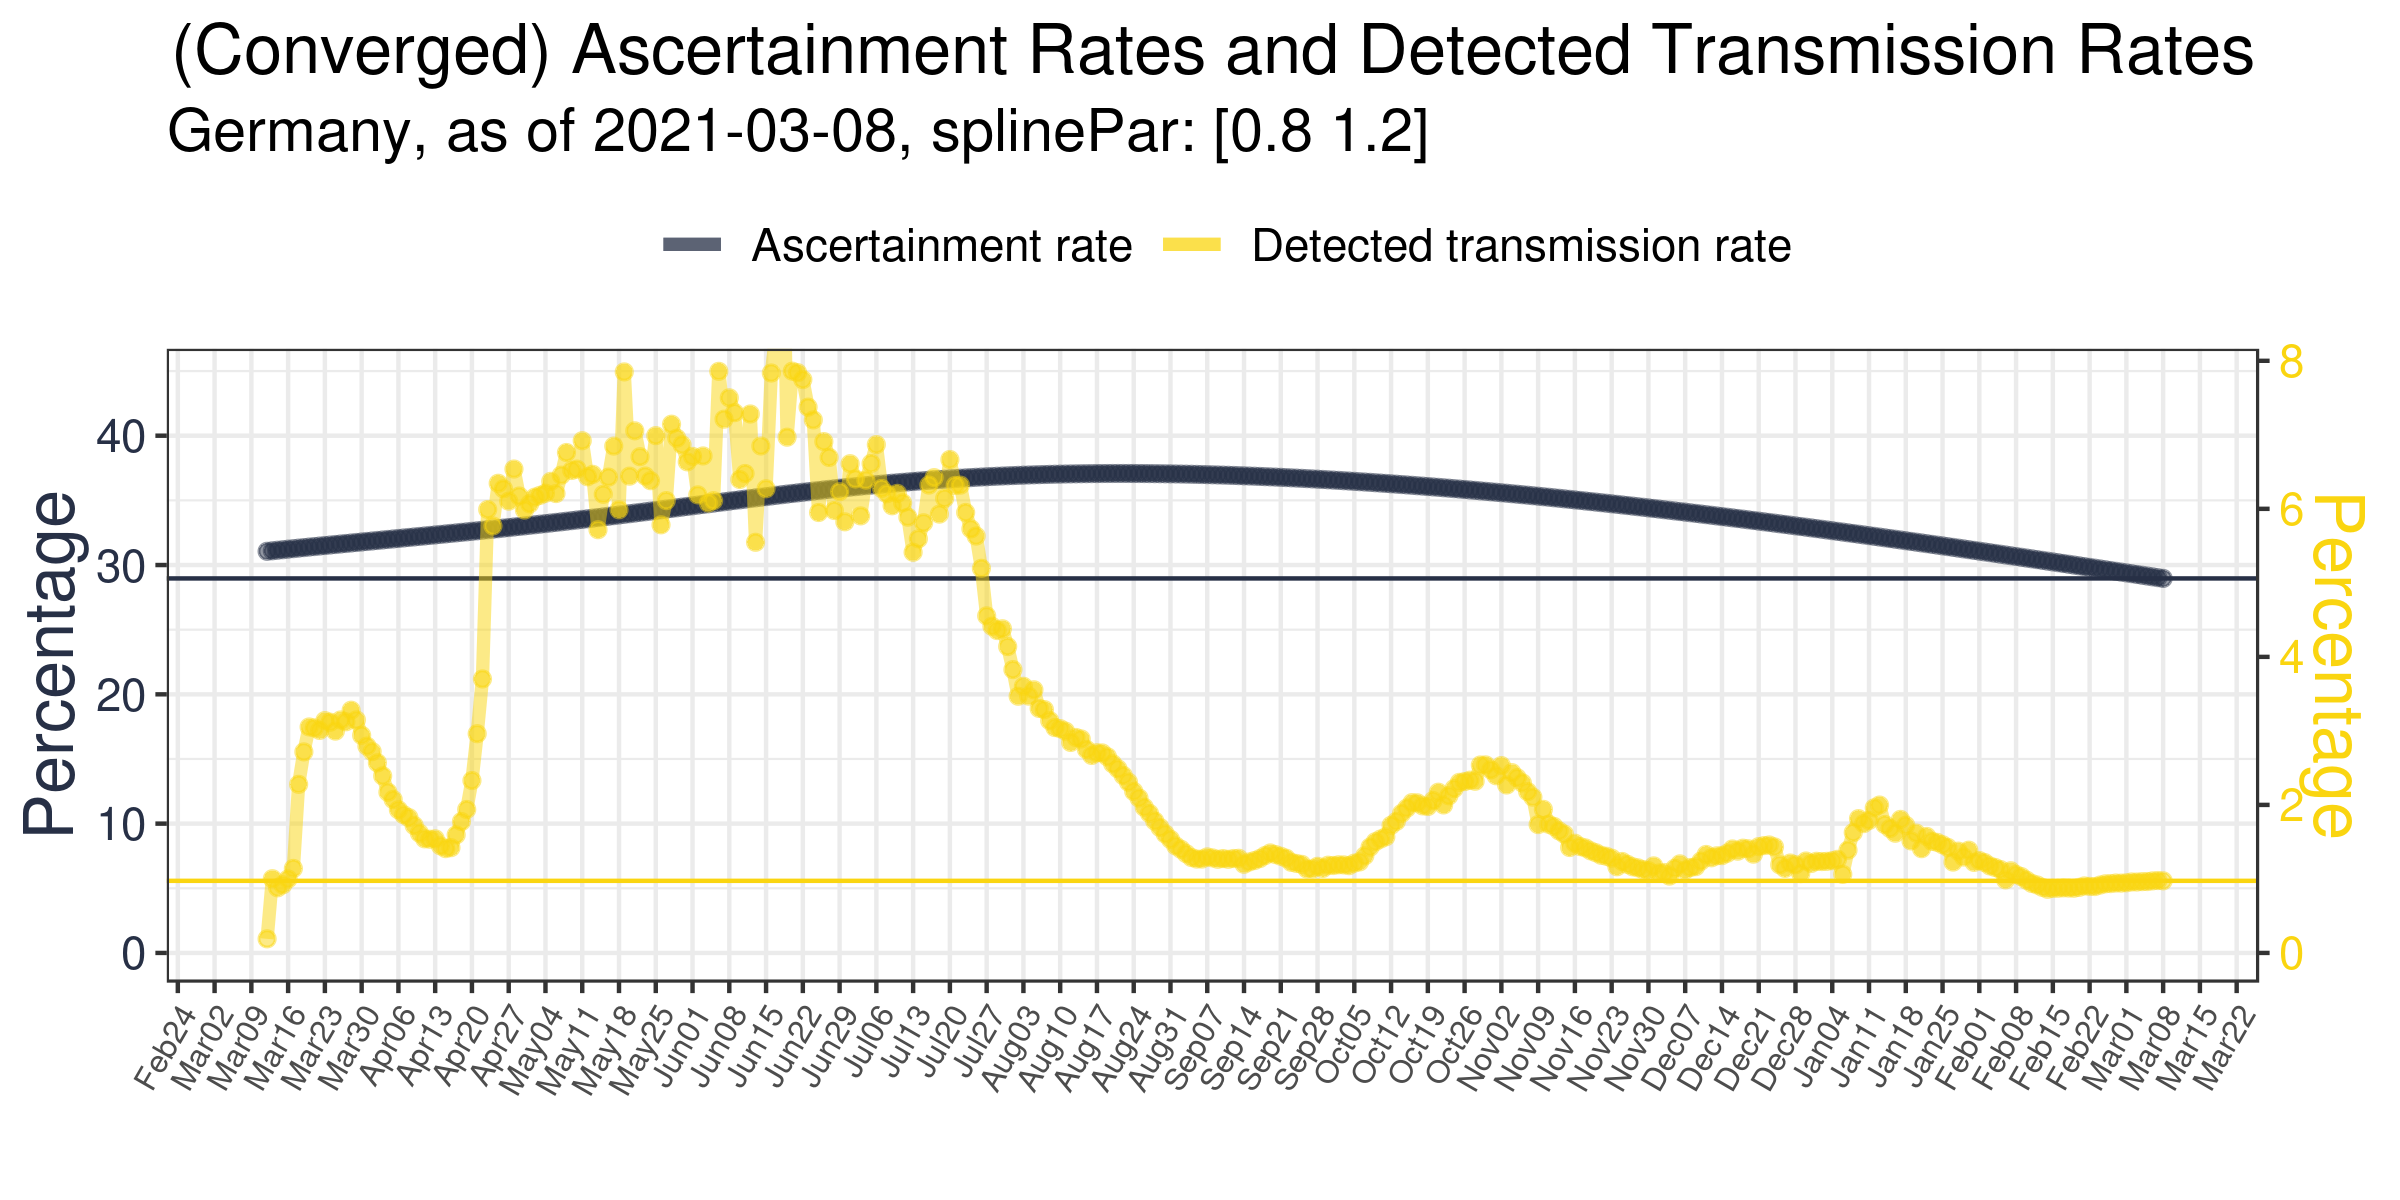 (Converged) Ascertainment Rates and Detected Transmission Rates
Germany, as of 2021-03-08, splinePar: [0.8 1.2]
Ascertainment rate Detected transmission rate
Percentage
40
30
20
10
0
8
6
4
2
0
Percentage
Feb24 Mar02 Mar09 Mar16 Mar23 Mar30 Apr06 Apr13 Apr20 Apr27 May04 May11 May18 May25 Jun01 Jun08 Jun15 Jun22 Jun29 Jul06 Jul13 Jul20 Jul27 Aug03 Aug10 Aug17 Aug24 Aug31 Sep07 Sep14 Sep21 Sep28 Oct05 Oct12 Oct19 Oct26 Nov02 Nov09 Nov16 Nov23 Nov30 Dec07 Dec14 Dec21 Dec28 Jan04 Jan11 Jan18 Jan25 Feb01 Feb08 Feb15 Feb22 Mar01 Mar08 Mar15 Mar22